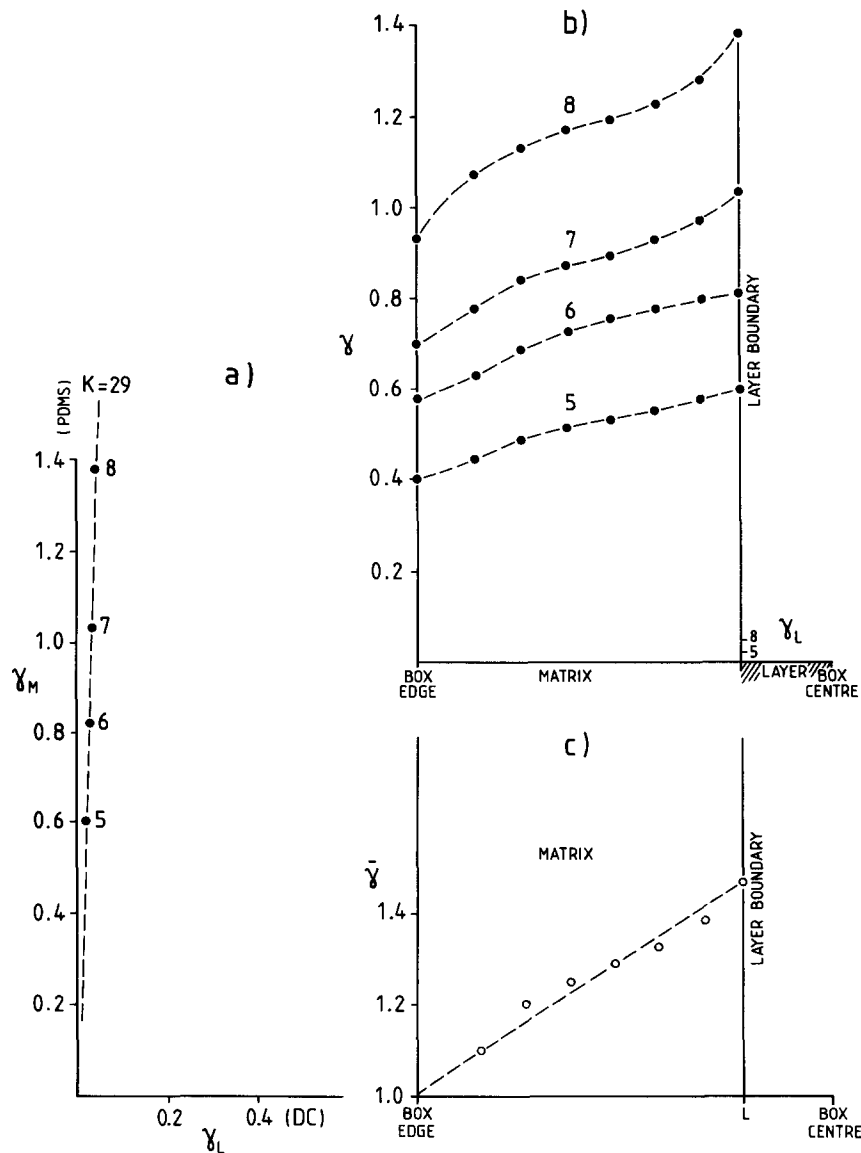 a)
(PDMS)
K=29
1.4
1.2
1.0
γM
0.8
0.6
0.4
0.2
8
7
6
5
0.2
0.4 (DC)
γL
b)
1.4
1.2
1.0
0.8
γ
0.6
0.4
0.2
8
7
6
5
LAYER BOUNDARY
8
5
γL
BOX
EDGE
MATRIX
LAYER
BOX
CENTRE
c)
MATRIX
γ̄
1.4
1.2
1.0
LAYER BOUNDARY
BOX
EDGE
L
BOX
CENTRE